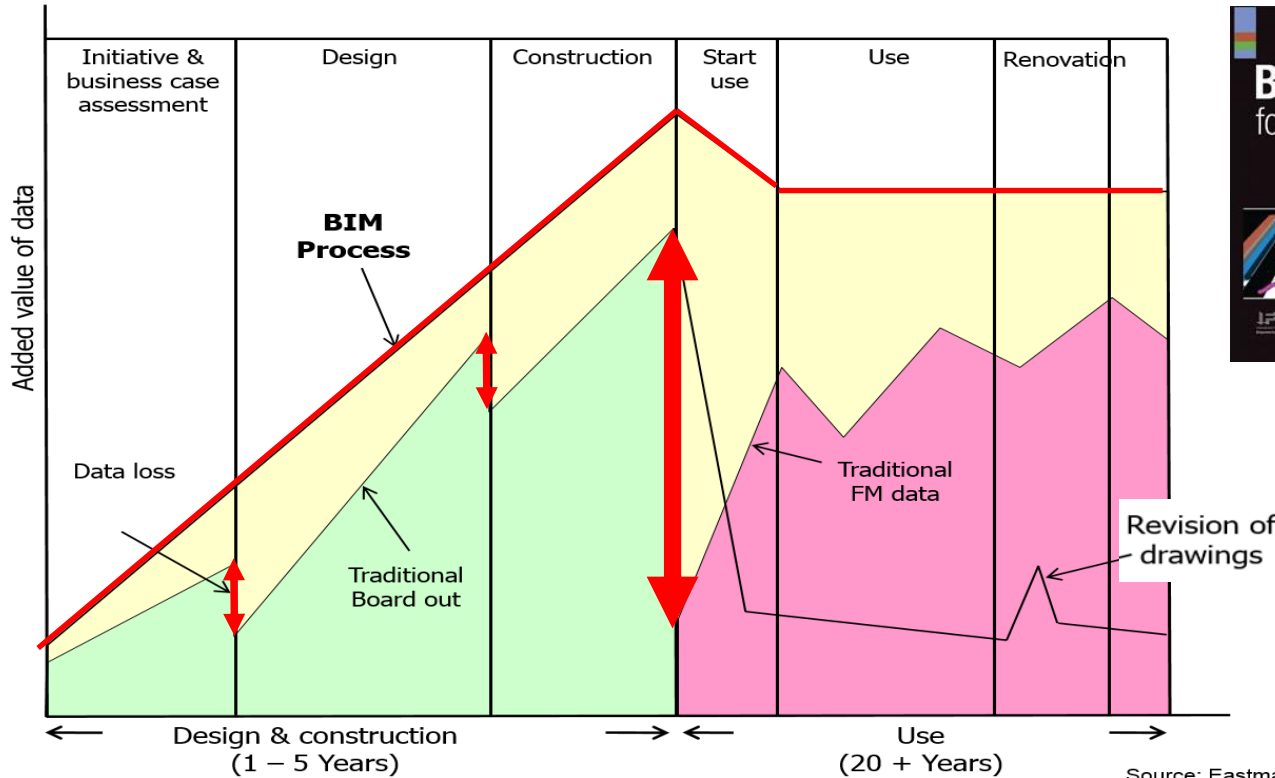 Initiative &
business case
assessment
Design
Construction
Start
use
Use
Renovation
Added value of data
BIM
Process
Data loss
Traditional
Board out
Traditional
FM data
Revision of
drawings
Design & construction
(1 – 5 Years)
Use
(20 + Years)
Source: